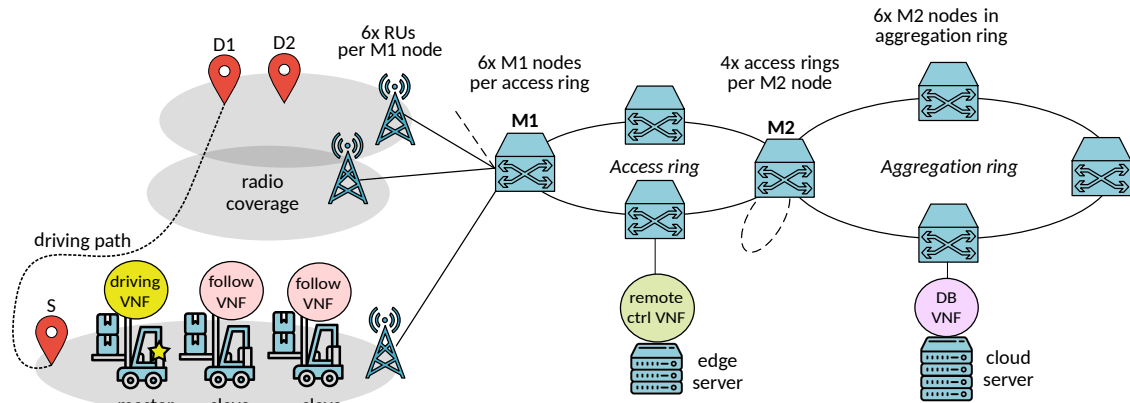 D1
D2
6x RUs
per M1 node
6x M1 nodes
per access ring
4x access rings
per M2 node
6x M2 nodes in
aggregation ring
M1
M2
Access ring
Aggregation ring
radio
coverage
driving path
S
driving
VNF
follow
VNF
follow
VNF
remote
ctrl VNF
DB
VNF
edge
server
cloud
server